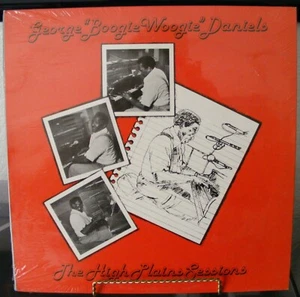 George "Boogie Woogie" Daniels
The High Plains Sessions